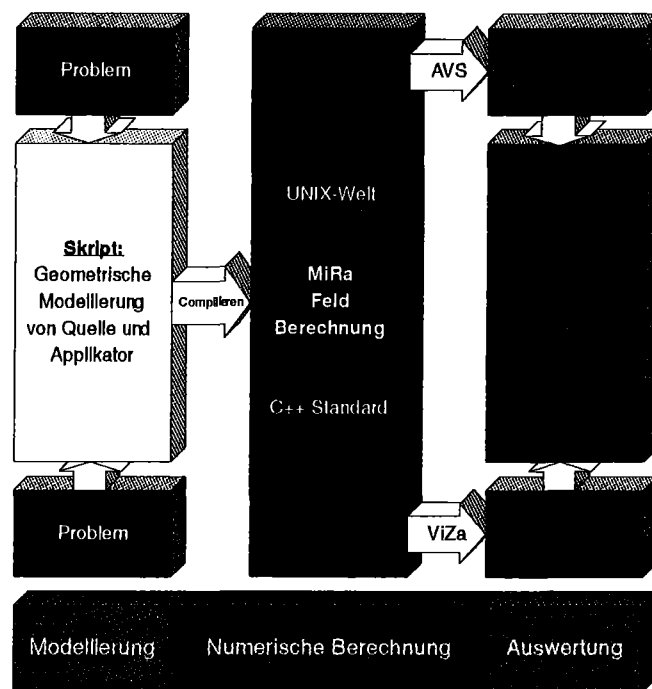 Problem
Skript:
Geometrische
Modellierung
von Quelle und
Applikator
Problem
Compilieren
UNIX-Welt
MiRa
Feld
Berechnung
C++ Standard
AVS
ViZa
Modellierung
Numerische Berechnung
Auswertung